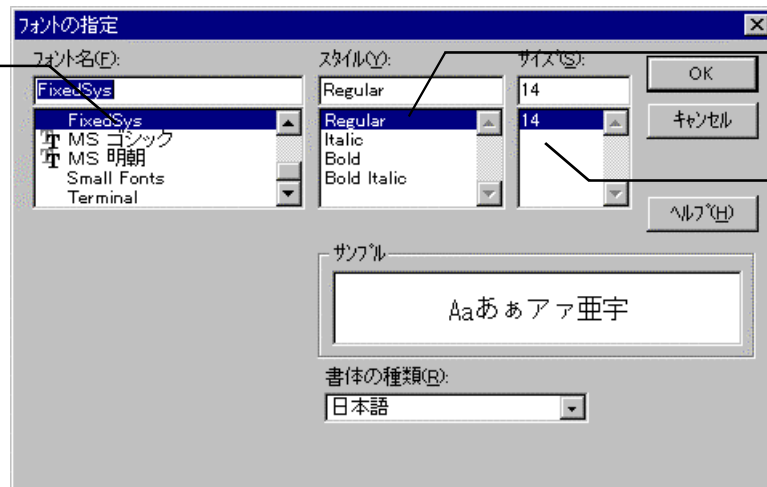 フォントの指定
フォント名(F):
スタイル(Y):
サイズ(S):
FixedSys
Regular
14
OK
キャンセル
ヘルプ(H)
FixedSys
MS ゴシック
MS 明朝
Small Fonts
Terminal
Regular
Italic
Bold
Bold Italic
14
サンプル
Aaあぁアァ亜宇
書体の種類(R):
日本語